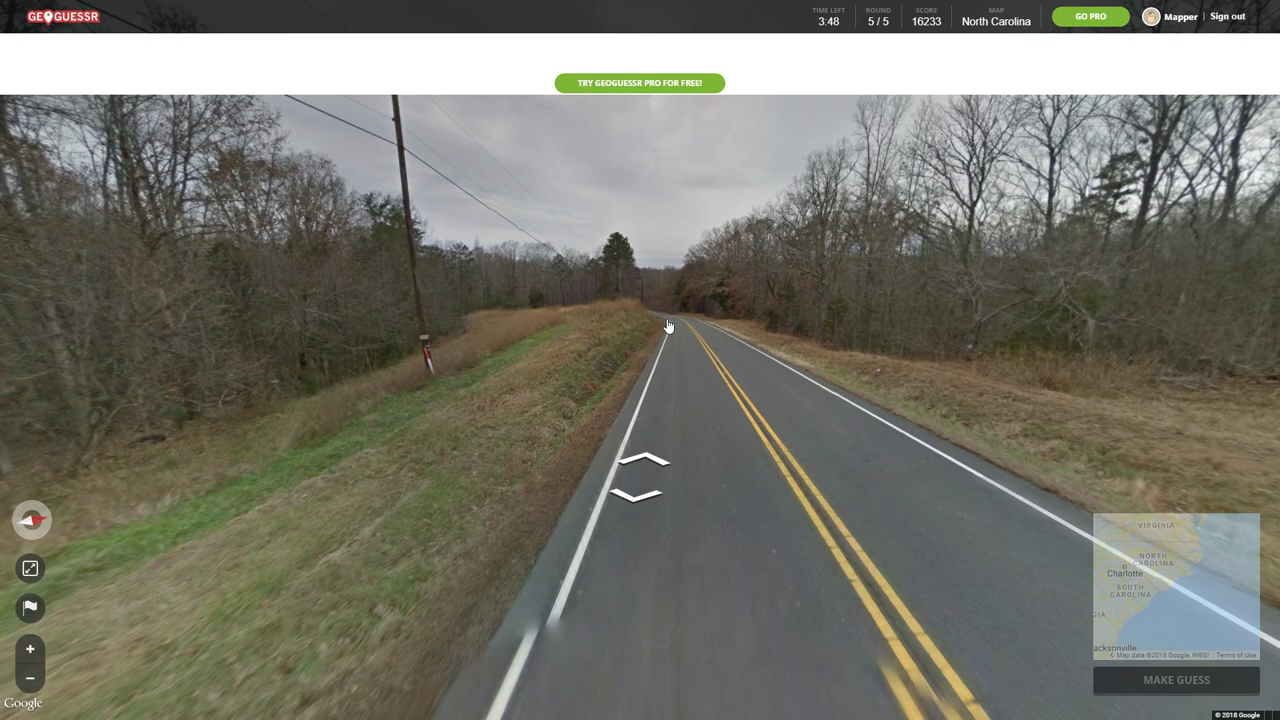 GEOGUESSR
TIME LEFT
3:48
ROUND
5 / 5
SCORE
16233
MAP
North Carolina
GO PRO
Mapper
Sign out
TRY GEOGUESSR PRO FOR FREE!
VIRGINIA
NORTH
CAROLINA
Charlotte
SOUTH
CAROLINA
GIA
acksonville
© Map data ©2018 Google, INEGI
Terms of Use
MAKE GUESS
+
−
Google
© 2018 Google